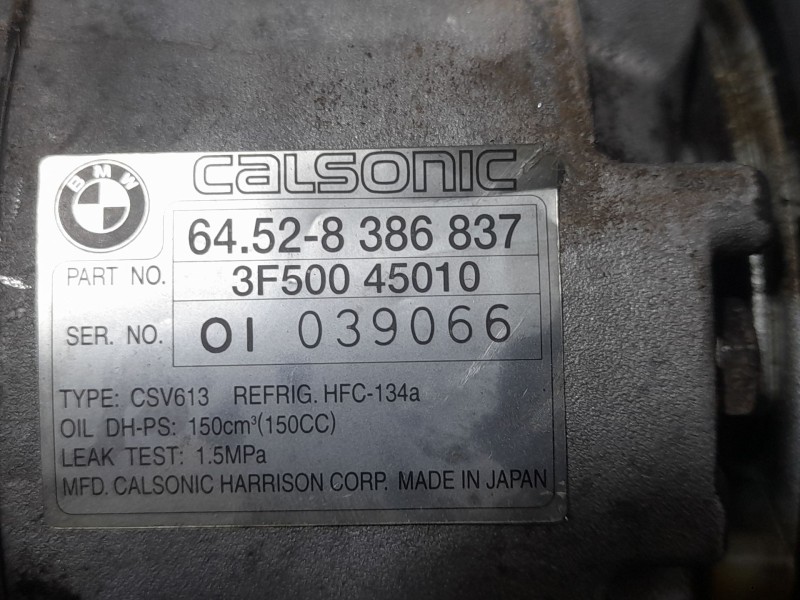 BMW
CALSONIC
64.52-8 386 837
PART NO. 3F500 45010
SER. NO. 01 039066
TYPE: CSV613 REFRIG. HFC-134a
OIL DH-PS: 150cm³(150CC)
LEAK TEST: 1.5MPa
MFD. CALSONIC HARRISON CORP. MADE IN JAPAN